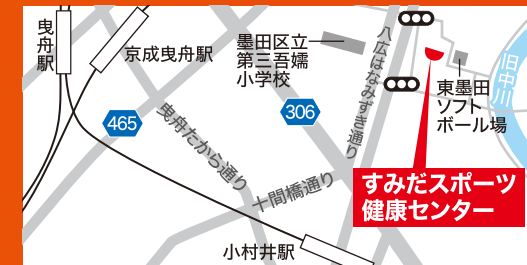 曳舟駅
京成曳舟駅
墨田区立
第三吾嬬
小学校
八広はなみずき通り
旧中川
東墨田
ソフト
ボール場
465
306
曳舟たから通り
十間橋通り
すみだスポーツ
健康センター
小村井駅